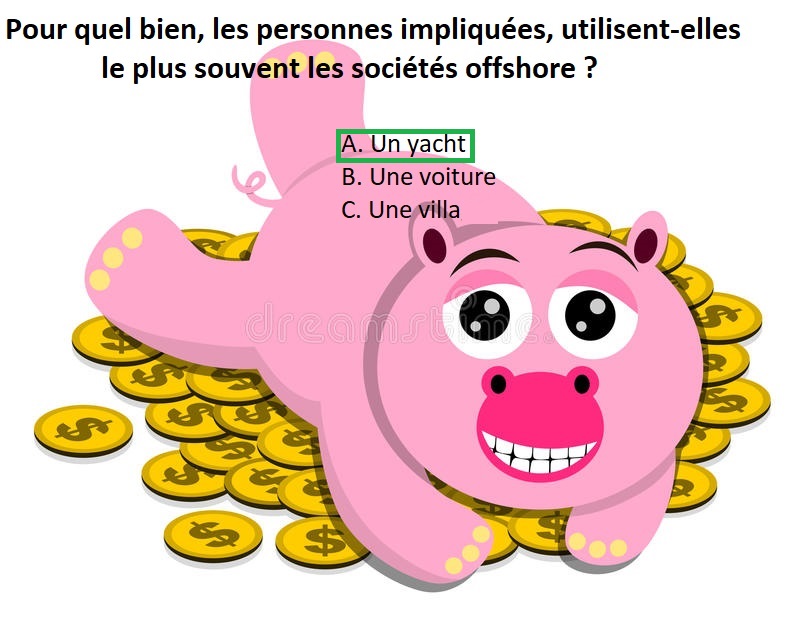 Pour quel bien, les personnes impliquées, utilisent-elles
le plus souvent les sociétés offshore ?
A. Un yacht
B. Une voiture
C. Une villa
dreamstime.